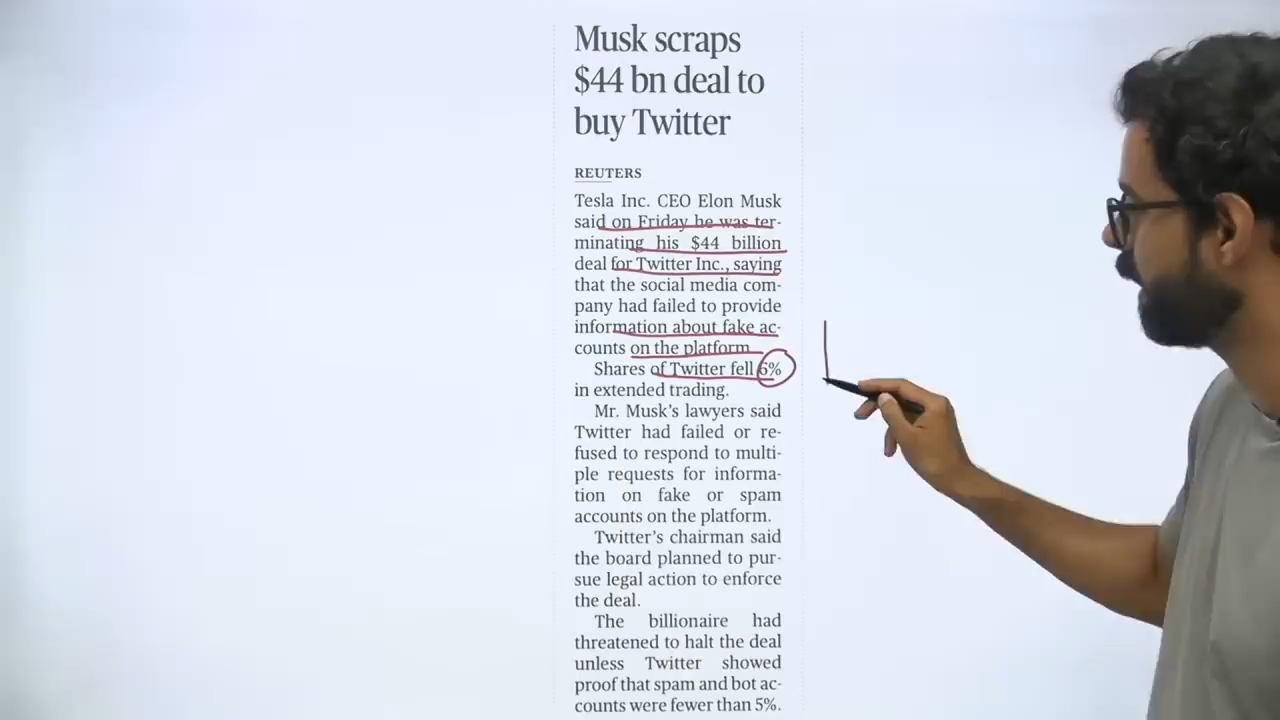 Musk scraps
$44 bn deal to
buy Twitter
REUTERS
Tesla Inc. CEO Elon Musk
said on Friday he was ter-
minating his $44 billion
deal for Twitter Inc., saying
that the social media com-
pany had failed to provide
information about fake ac-
counts on the platform.
Shares of Twitter fell 6%
in extended trading.
Mr. Musk’s lawyers said
Twitter had failed or re-
fused to respond to multi-
ple requests for informa-
tion on fake or spam
accounts on the platform.
Twitter’s chairman said
the board planned to pur-
sue legal action to enforce
the deal.
The billionaire had
threatened to halt the deal
unless Twitter showed
proof that spam and bot ac-
counts were fewer than 5%.